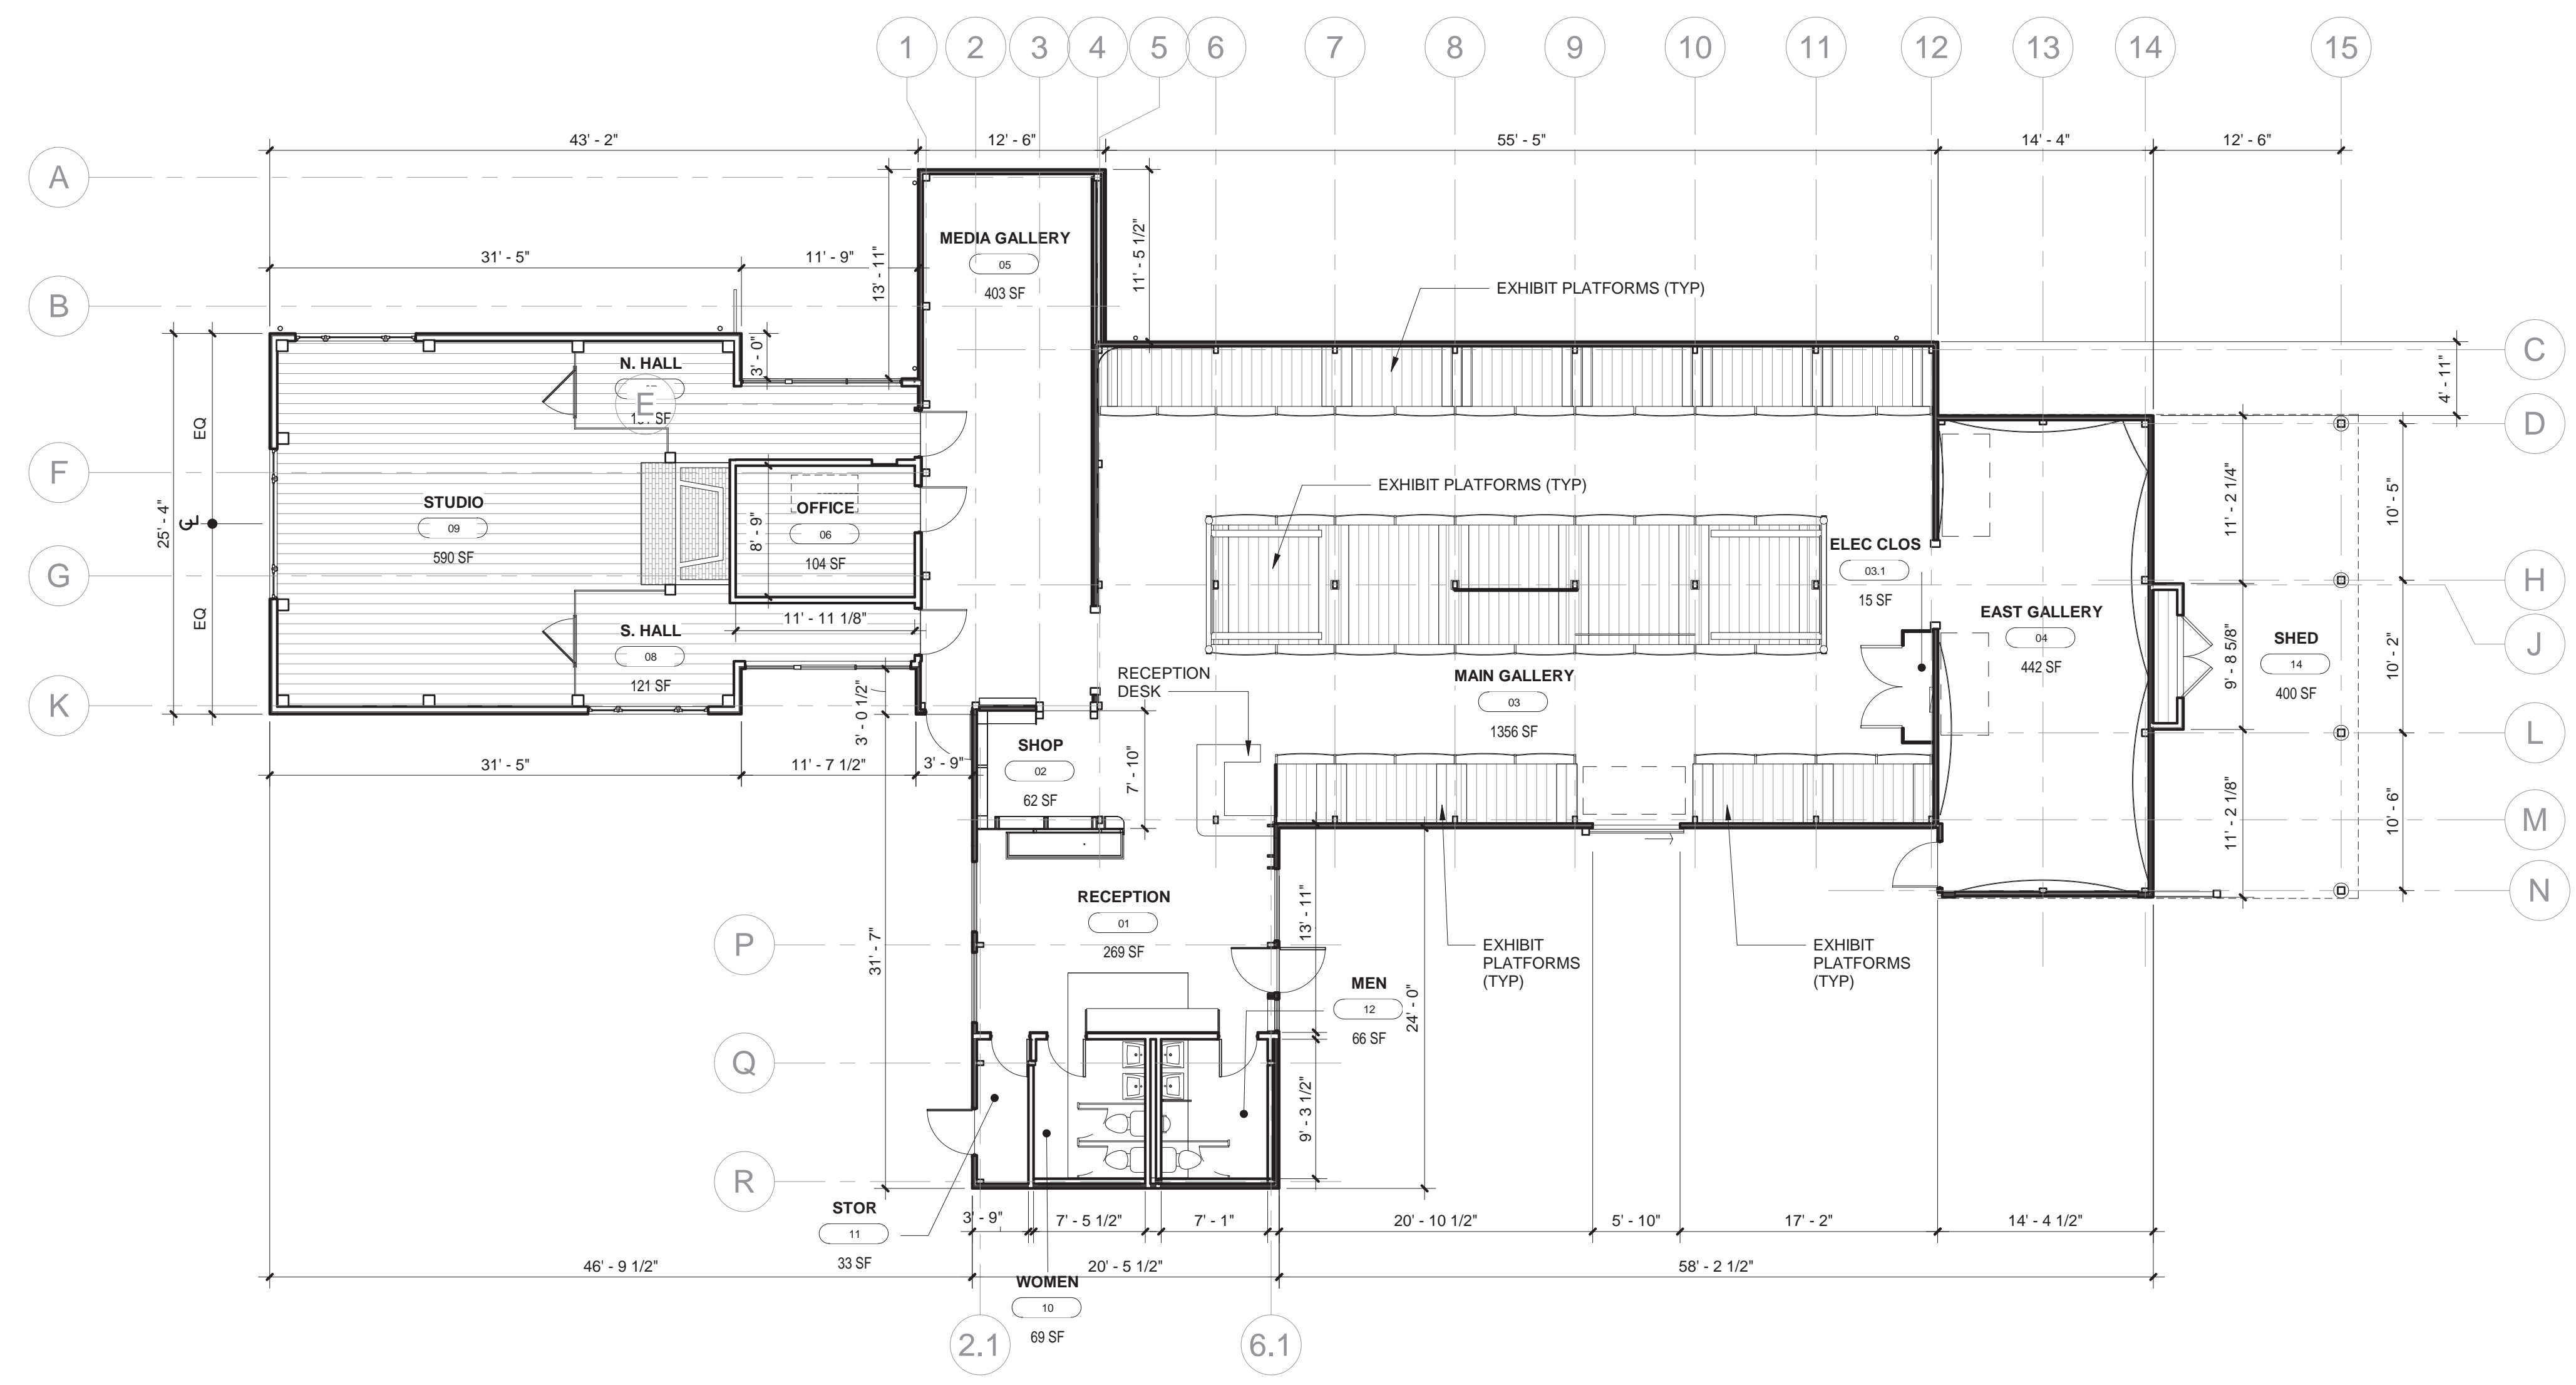 1
2
3
4
5
6
7
8
9
10
11
12
13
14
15
43' - 2"
12' - 6"
55' - 5"
14' - 4"
12' - 6"
A
B
F
G
K
E
P
Q
R
C
D
H
J
L
M
N
2.1
6.1
31' - 5"
11' - 9"
13' - 11"
11' - 5 1/2"
3' - 0"
4' - 11"
MEDIA GALLERY
05
403 SF
EXHIBIT PLATFORMS (TYP)
N. HALL
SF
EQ
EQ
25' - 4"
CL
STUDIO
09
590 SF
OFFICE
06
104 SF
8' - 9"
11' - 11 1/8"
S. HALL
08
121 SF
EXHIBIT PLATFORMS (TYP)
ELEC CLOS
03.1
15 SF
EAST GALLERY
04
442 SF
SHED
14
400 SF
11' - 2 1/4"
9' - 8 5/8"
11' - 2 1/8"
10' - 5"
10' - 2"
10' - 6"
RECEPTION
DESK
MAIN GALLERY
03
1356 SF
3' - 0 1/2"
31' - 5"
11' - 7 1/2"
3' - 9"
SHOP
02
62 SF
7' - 10"
RECEPTION
01
269 SF
31' - 7"
13' - 11"
24' - 0"
9' - 3 1/2"
MEN
12
66 SF
EXHIBIT
PLATFORMS
(TYP)
EXHIBIT
PLATFORMS
(TYP)
STOR
11
33 SF
3' - 9"
7' - 5 1/2"
7' - 1"
20' - 10 1/2"
5' - 10"
17' - 2"
14' - 4 1/2"
46' - 9 1/2"
20' - 5 1/2"
58' - 2 1/2"
WOMEN
10
69 SF